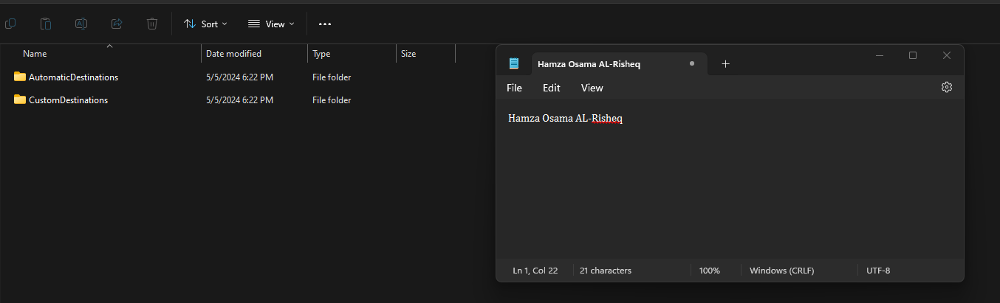 Sort View ...
Name Date modified Type Size
AutomaticDestinations 5/5/2024 6:22 PM File folder
CustomDestinations 5/5/2024 6:22 PM File folder
Hamza Osama AL-Risheq
File Edit View
Hamza Osama AL-Risheq
Ln 1, Col 22 21 characters 100% Windows (CRLF) UTF-8